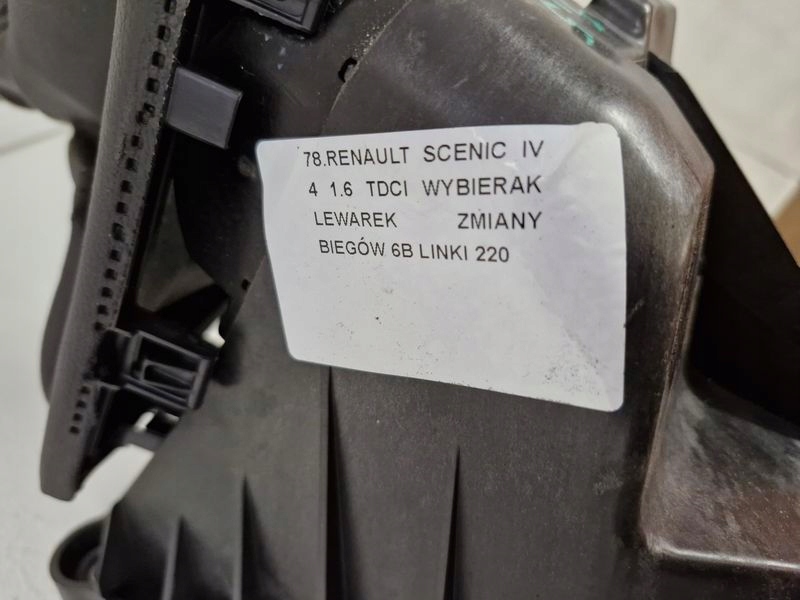 78.RENAULT SCENIC IV
4 1.6 TDCI WYBIERAK
LEWAREK ZMIANY
BIEGÓW 6B LINKI 220